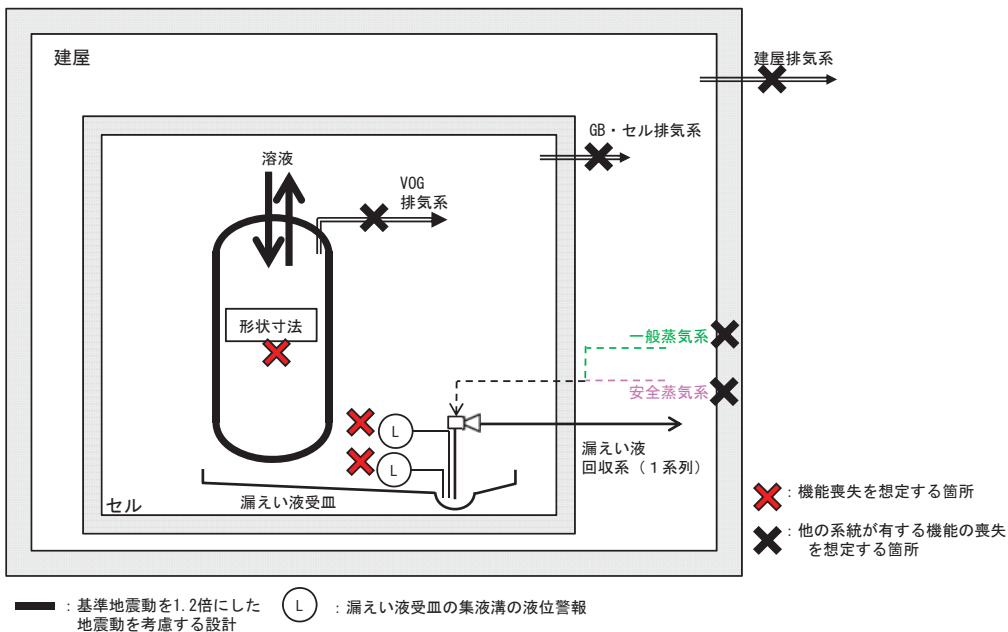 建屋
建屋排気系
GB・セル排気系
溶液
VOG
排気系
形状寸法
一般蒸気系
安全蒸気系
L
L
漏えい液
回収系（１系列）
漏えい液受皿
セル
：機能喪失を想定する箇所
：他の系統が有する機能の喪失
を想定する箇所
：基準地震動を1.2倍にした
地震動を考慮する設計
L
：漏えい液受皿の集液溝の液位警報